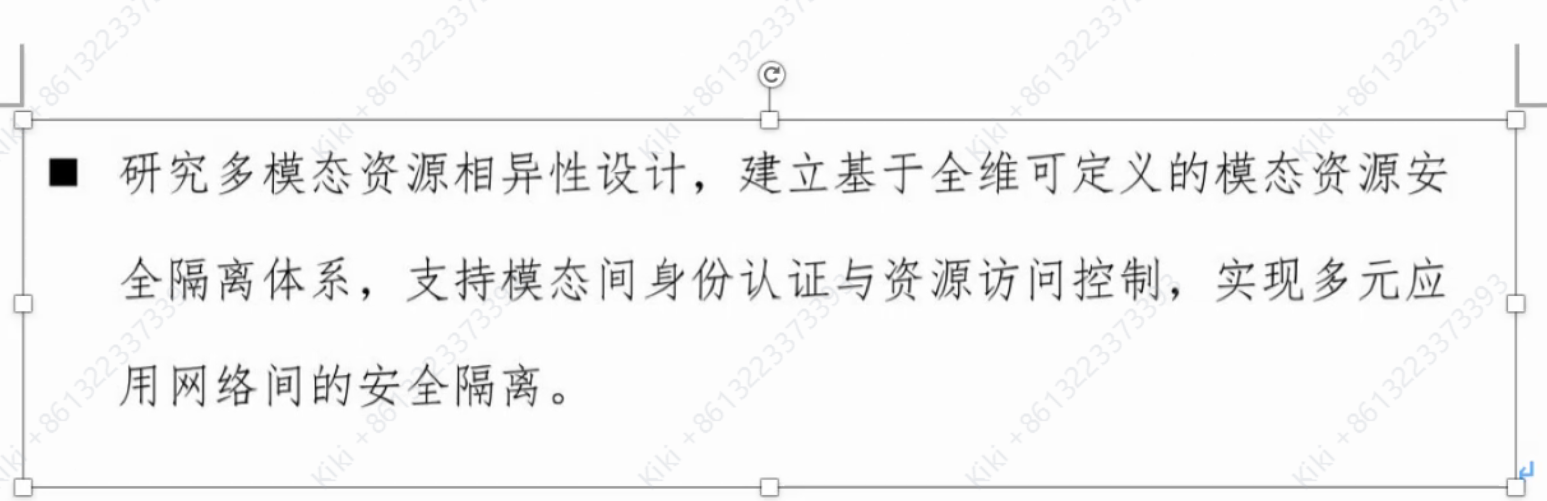 ■ 研究多模态资源相异性设计，建立基于全维可定义的模态资源安
全隔离体系，支持模态间身份认证与资源访问控制，实现多元应
用网络间的安全隔离。
Kiki +8613223373393